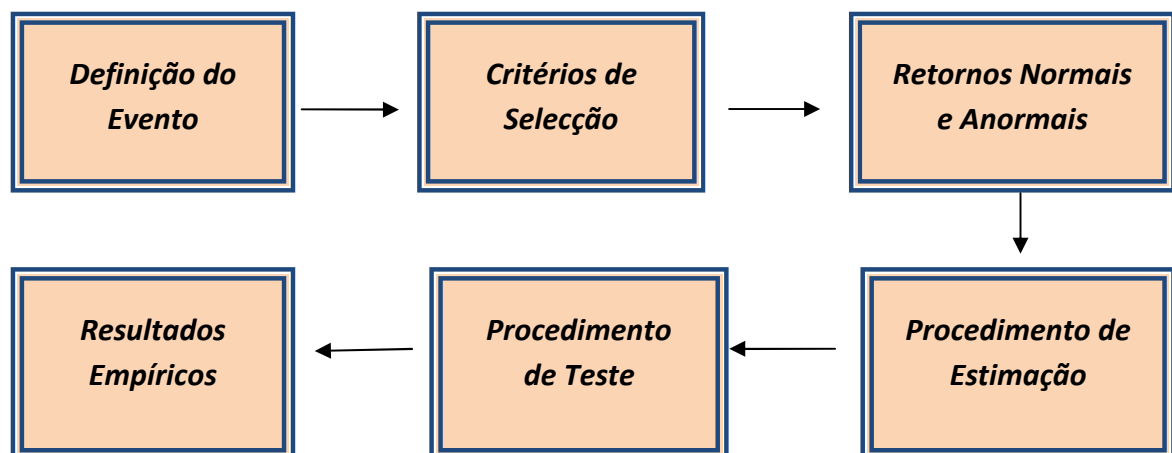 Definição do
Evento
Critérios de
Selecção
Retornos Normais
e Anormais
Procedimento de
Estimação
Procedimento
de Teste
Resultados
Empíricos